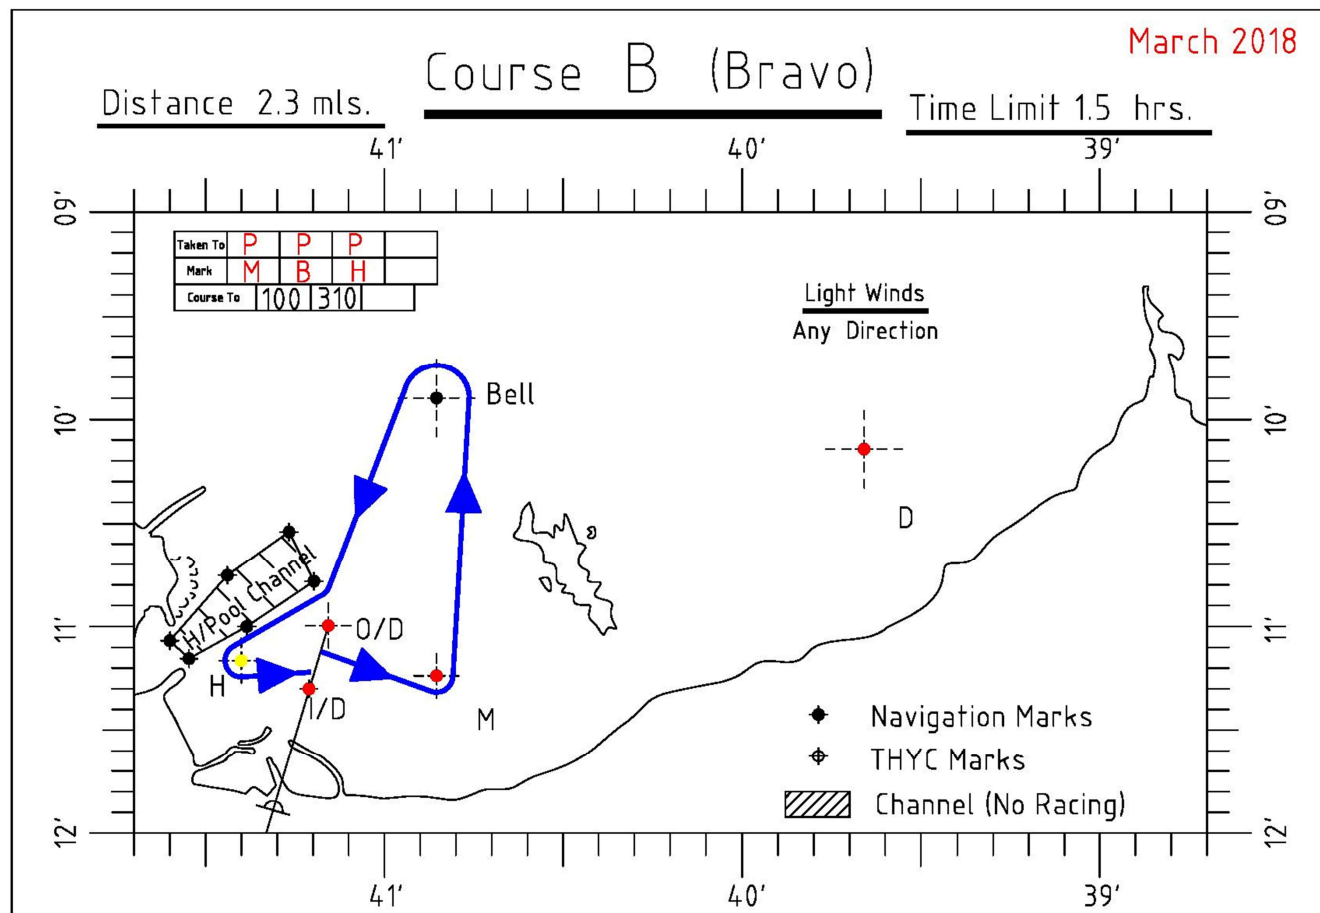 March 2018
Course B (Bravo)
Distance 2.3 mls.
Time Limit 1.5 hrs.
41' 40' 39'
09' 09'
Taken To P P P
Mark M B H
Course To 100 310
Light Winds
Any Direction
Bell
10' 10'
D
H/Pool Channel
11' 11'
O/D
H
I/D
M
Navigation Marks
THYC Marks
Channel (No Racing)
12' 12'
41' 40' 39'